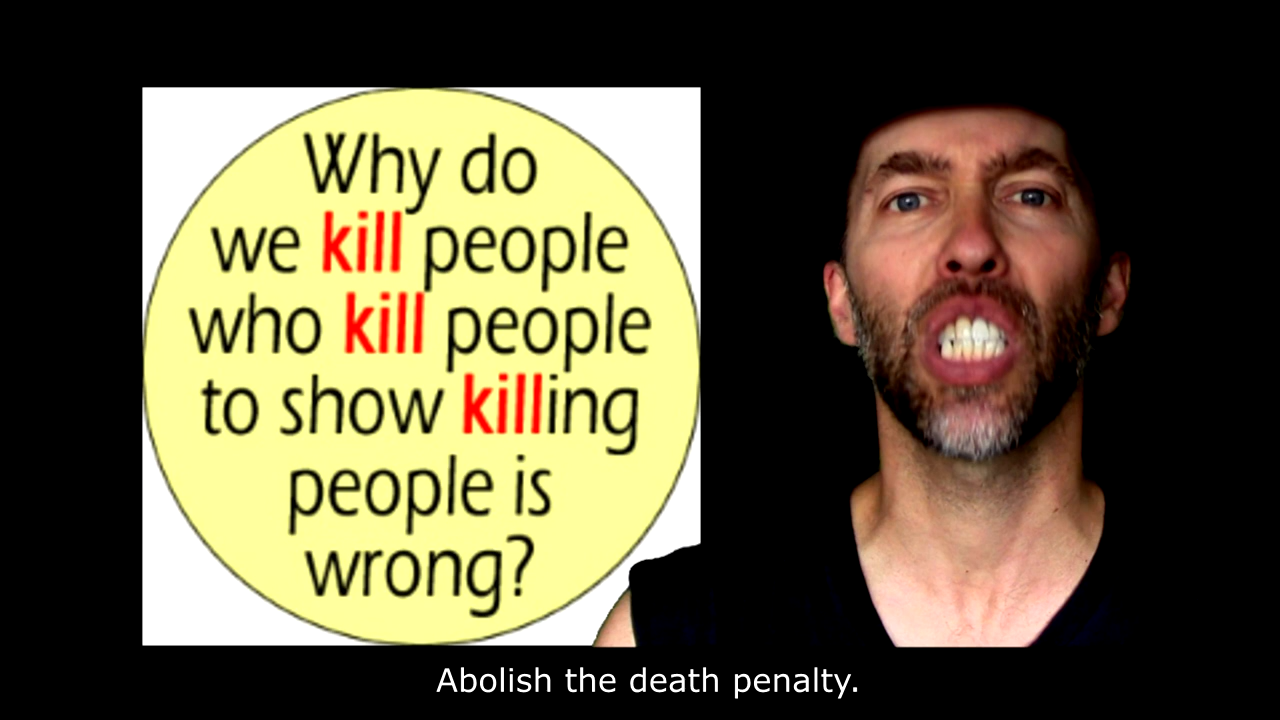 Why do
we kill people
who kill people
to show killing
people is
wrong?
Abolish the death penalty.